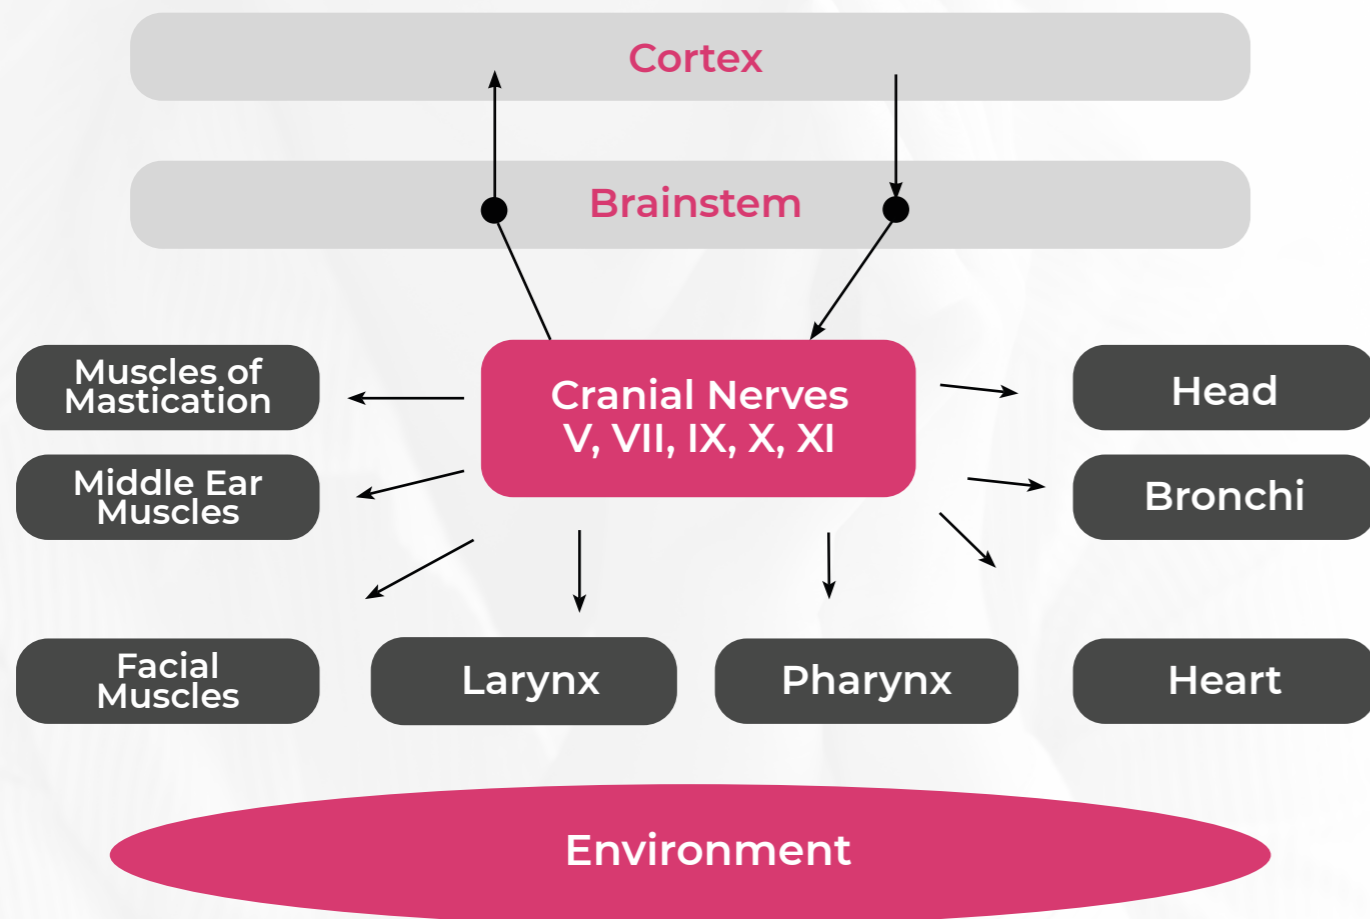 Cortex
Brainstem
Cranial Nerves
V, VII, IX, X, XI
Muscles of
Mastication
Middle Ear
Muscles
Facial
Muscles
Larynx
Pharynx
Head
Bronchi
Heart
Environment